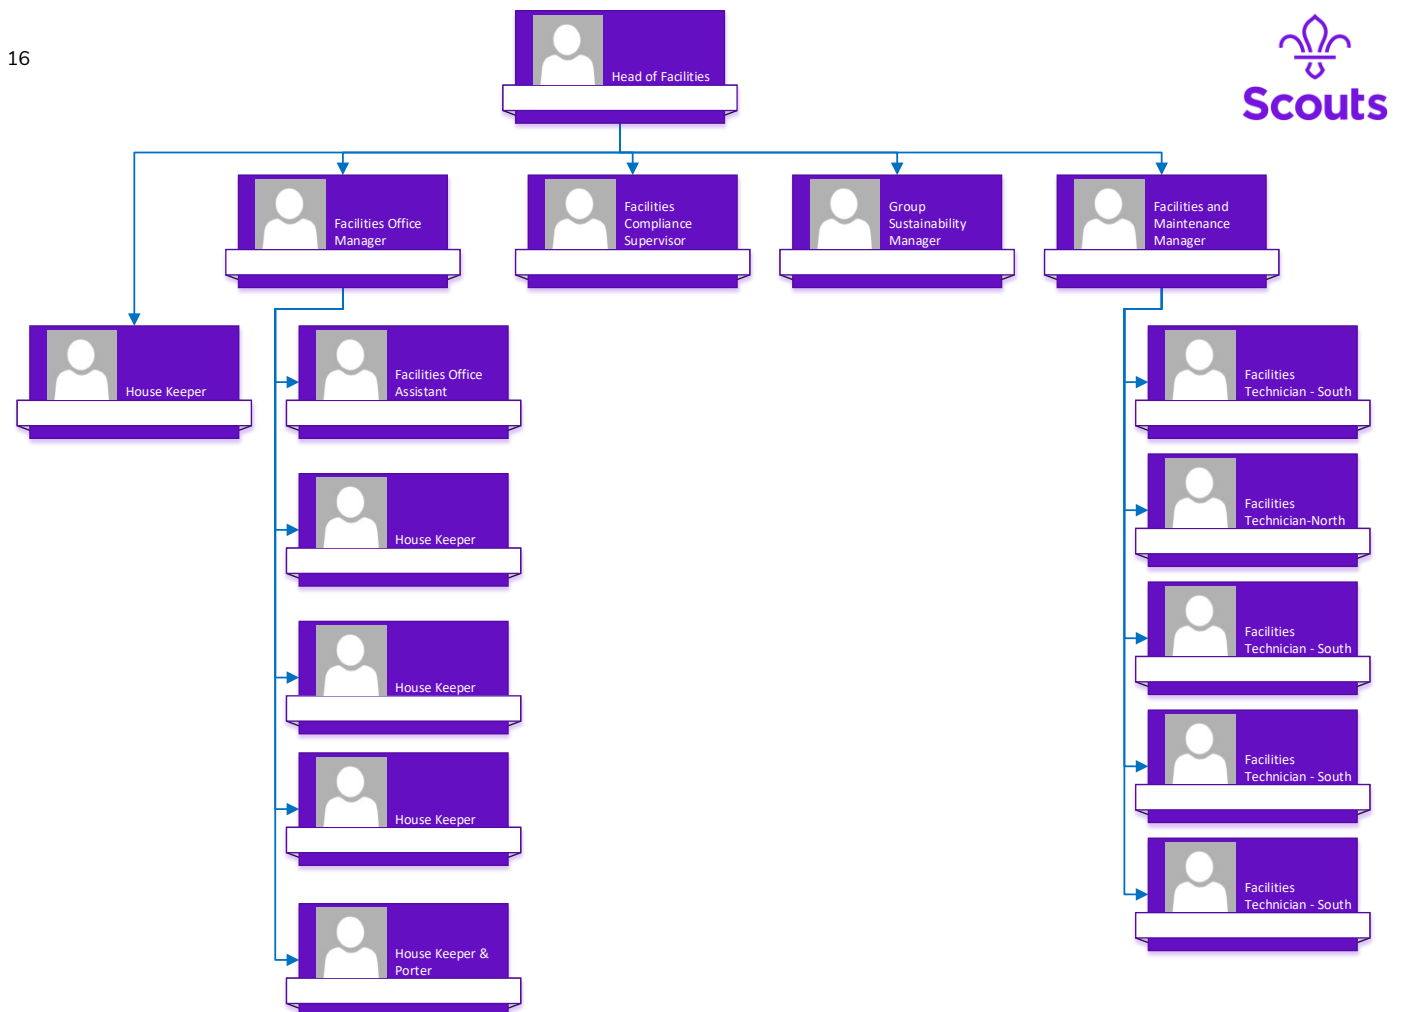 16
Head of Facilities
Scouts
Facilities Office
Manager
Facilities
Compliance
Supervisor
Group
Sustainability
Manager
Facilities and
Maintenance
Manager
House Keeper
Facilities Office
Assistant
House Keeper
House Keeper
House Keeper
House Keeper &
Porter
Facilities
Technician - South
Facilities
Technician-North
Facilities
Technician - South
Facilities
Technician - South
Facilities
Technician - South